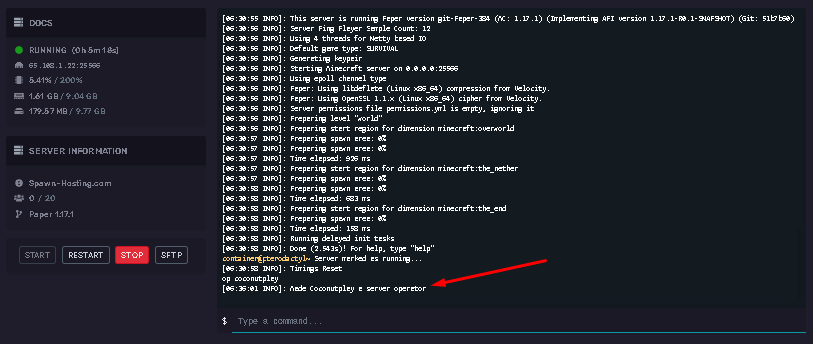 DOCS
RUNNING (0h 5m 18s)
65.108.1.22:25566
5.41% / 200%
1.61 GB / 9.04 GB
179.57 MB / 9.77 GB
SERVER INFORMATION
Spawn-Hosting.com
0 / 20
Paper 1.17.1
START RESTART STOP SFTP
[06:30:55 INFO]: This server is running Paper version git-Paper-384 (MC: 1.17.1) (Implementing API version 1.17.1-R0.1-SNAPSHOT) (Git: 51b7b60)
[06:30:56 INFO]: Server Ping Player Sample Count: 12
[06:30:56 INFO]: Using 4 threads for Netty based IO
[06:30:56 INFO]: Default game type: SURVIVAL
[06:30:56 INFO]: Generating keypair
[06:30:56 INFO]: Starting Minecraft server on 0.0.0.0:25566
[06:30:56 INFO]: Using epoll channel type
[06:30:56 INFO]: Paper: Using libdeflate (Linux x86_64) compression from Velocity.
[06:30:56 INFO]: Paper: Using OpenSSL 1.1.x (Linux x86_64) cipher from Velocity.
[06:30:56 INFO]: Server permissions file permissions.yml is empty, ignoring it
[06:30:56 INFO]: Preparing level "world"
[06:30:56 INFO]: Preparing start region for dimension minecraft:overworld
[06:30:57 INFO]: Preparing spawn area: 0%
[06:30:57 INFO]: Preparing spawn area: 0%
[06:30:57 INFO]: Time elapsed: 926 ms
[06:30:57 INFO]: Preparing start region for dimension minecraft:the_nether
[06:30:57 INFO]: Preparing spawn area: 0%
[06:30:58 INFO]: Preparing spawn area: 0%
[06:30:58 INFO]: Time elapsed: 683 ms
[06:30:58 INFO]: Preparing start region for dimension minecraft:the_end
[06:30:58 INFO]: Preparing spawn area: 0%
[06:30:58 INFO]: Time elapsed: 158 ms
[06:30:58 INFO]: Running delayed init tasks
[06:30:58 INFO]: Done (2.543s)! For help, type "help"
container@pterodactyl~ Server marked as running...
[06:30:58 INFO]: Timings Reset
op coconutplay
[06:36:01 INFO]: Made Coconutplay a server operator
$ Type a command...